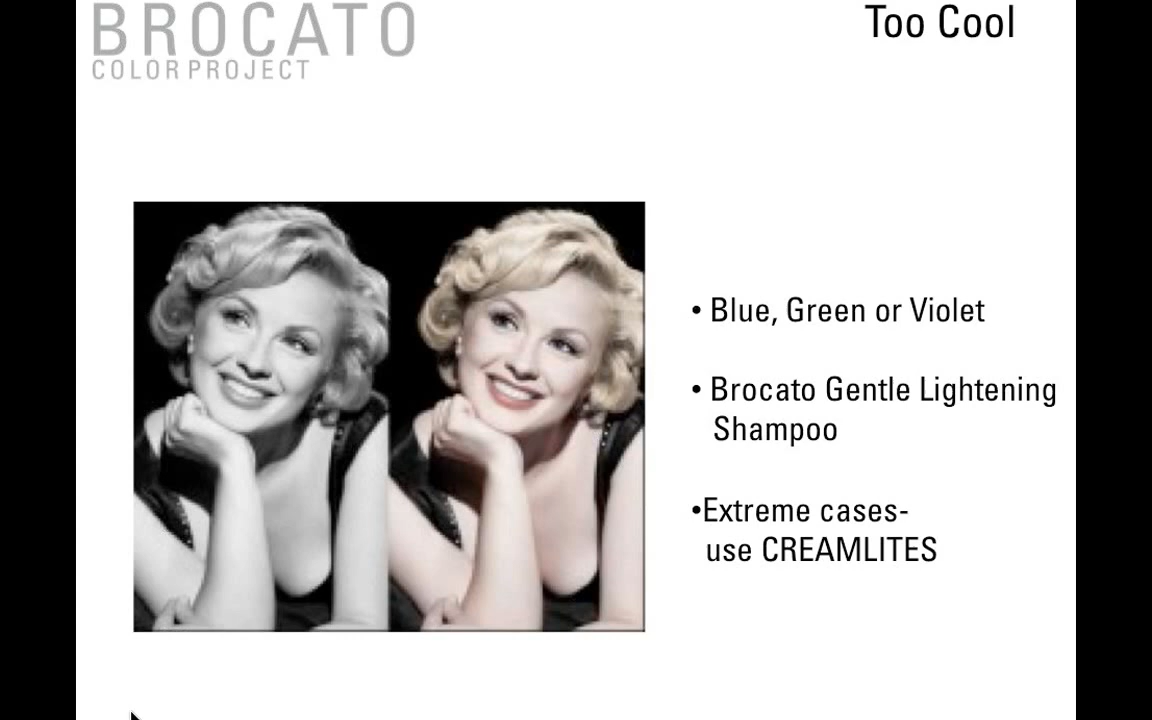 BROCATO
COLOR PROJECT
Too Cool
• Blue, Green or Violet
• Brocato Gentle Lightening
Shampoo
•Extreme cases-
use CREAMLITES